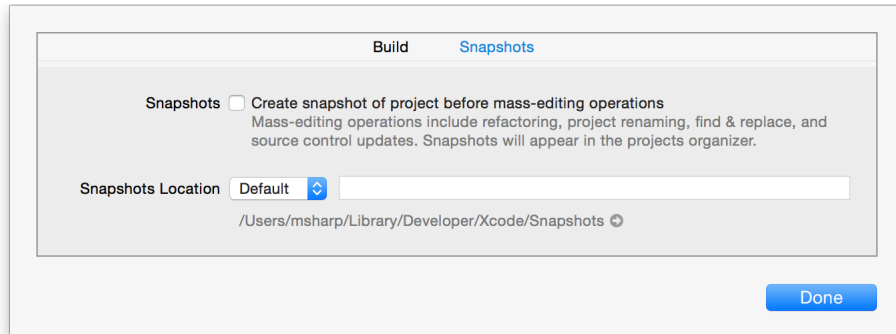 Build Snapshots
Snapshots Create snapshot of project before mass-editing operations
Mass-editing operations include refactoring, project renaming, find & replace, and
source control updates. Snapshots will appear in the projects organizer.
Snapshots Location Default
/Users/msharp/Library/Developer/Xcode/Snapshots
Done